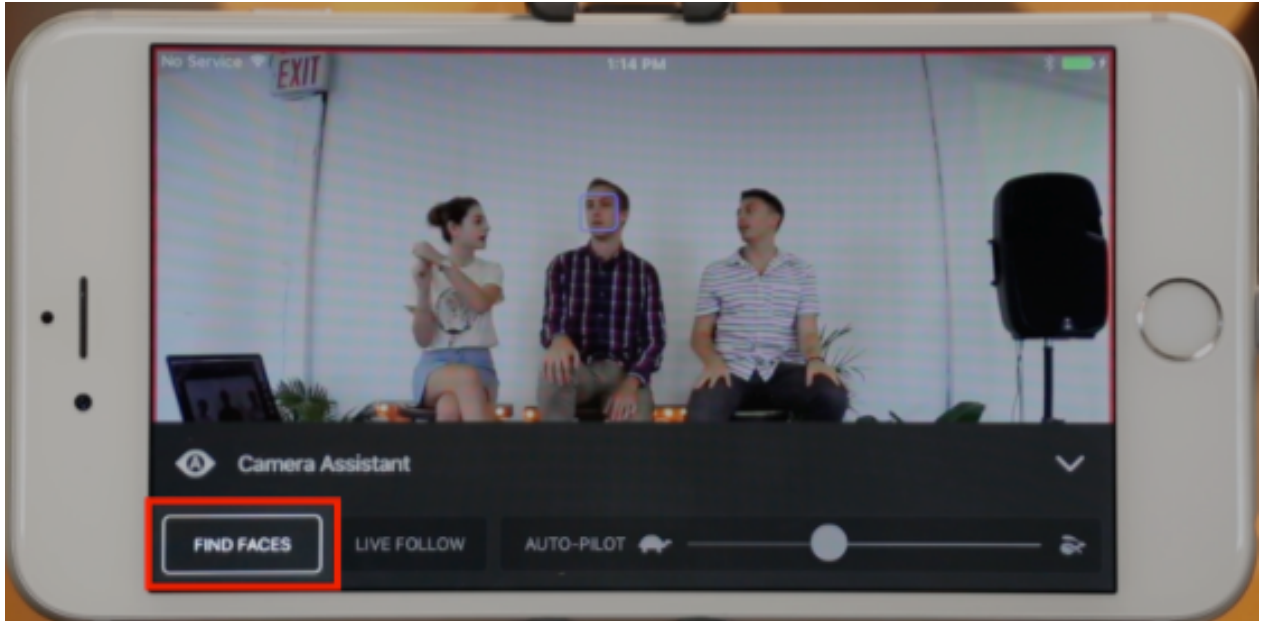 No Service 1:14 PM
EXIT
Camera Assistant
FIND FACES LIVE FOLLOW AUTO-PILOT